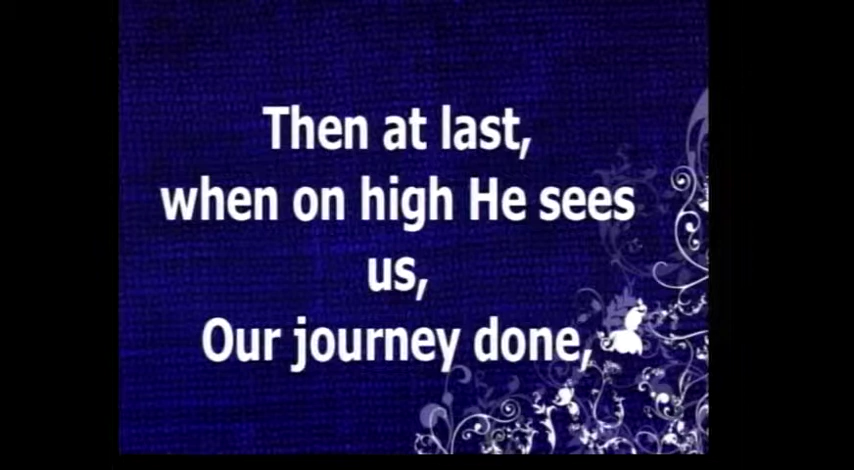 Then at last,
when on high He sees
us,
Our journey done,